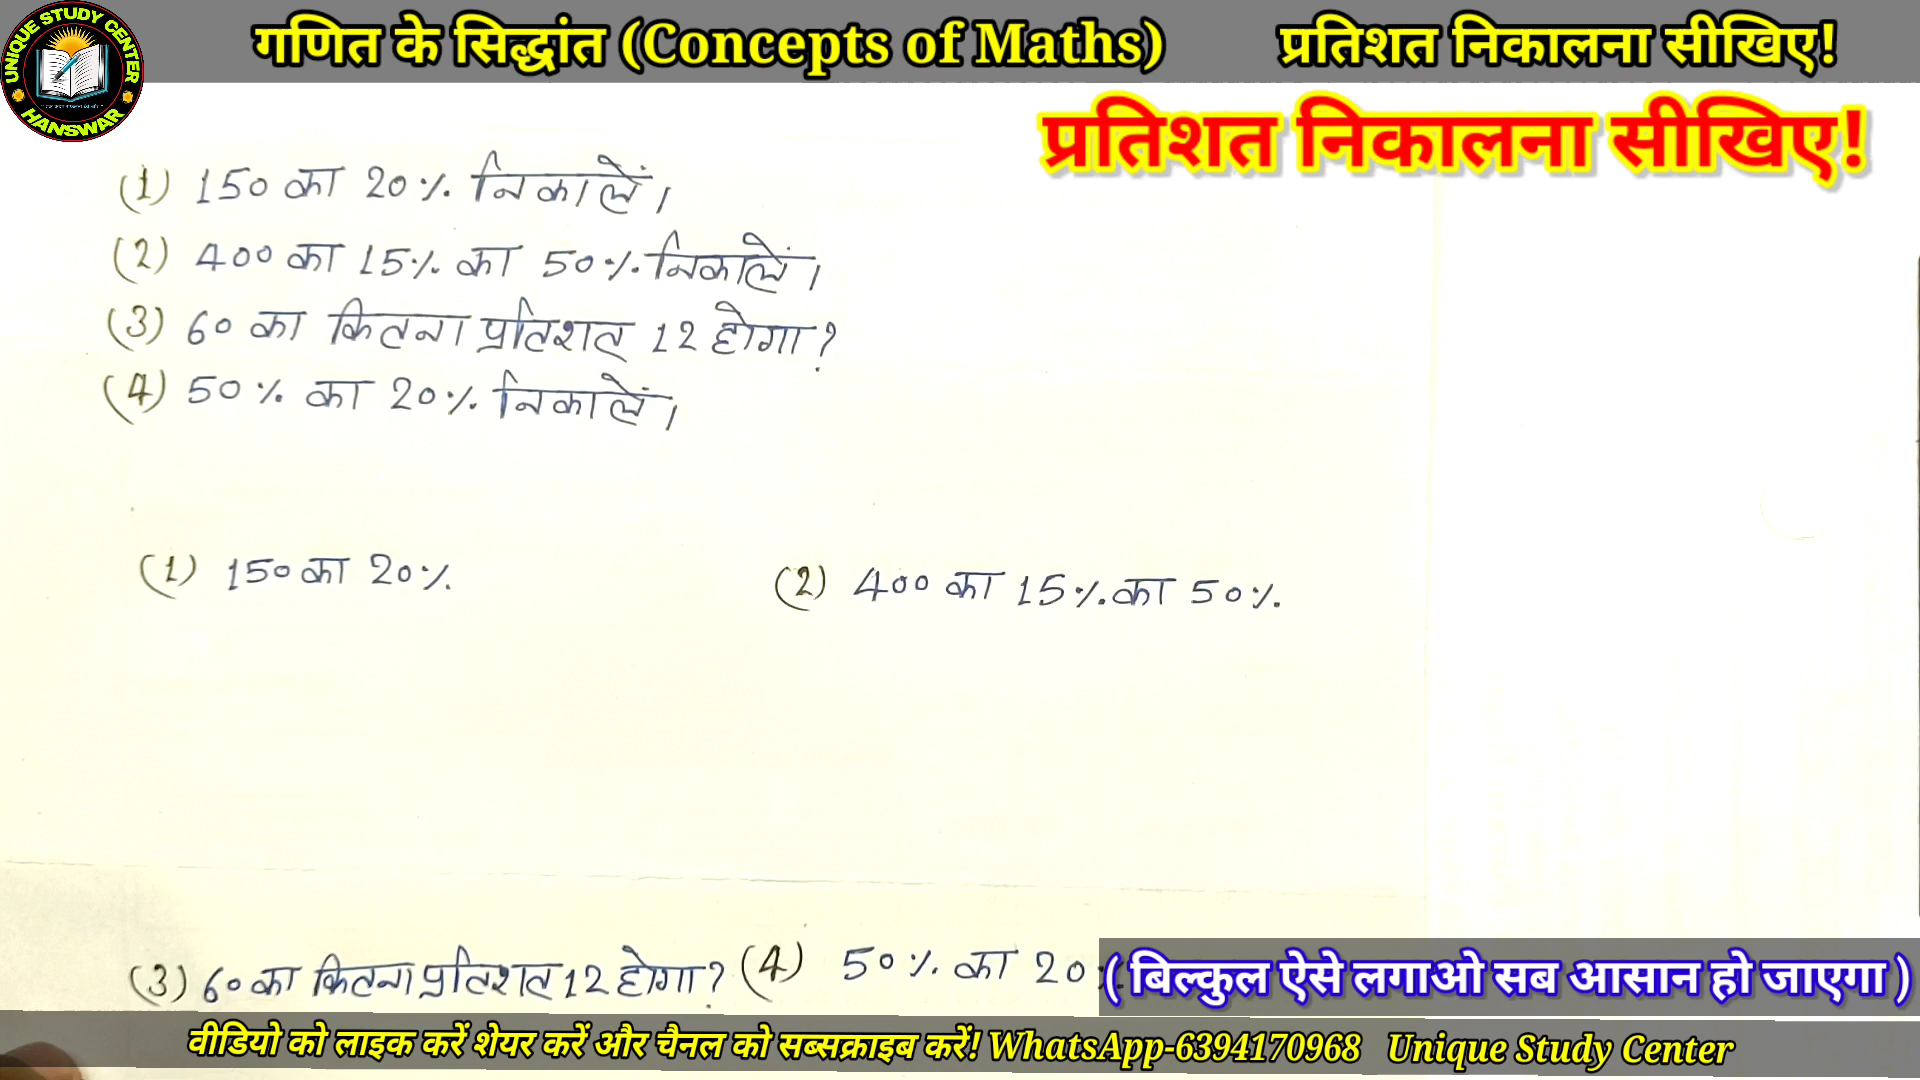 UNIQUE STUDY CENTER
HANSWAR
गणित के सिद्धांत (Concepts of Maths)
प्रतिशत निकालना सीखिए!
प्रतिशत निकालना सीखिए!
(1) 150 का 20% निकालें।
(2) 400 का 15% का 50% निकालें।
(3) 60 का कितना प्रतिशत 12 होगा?
(4) 50% का 20% निकालें।
(1) 150 का 20%
(2) 400 का 15% का 50%
(3) 60 का कितना प्रतिशत 12 होगा?
(4) 50% का 20
( बिल्कुल ऐसे लगाओ सब आसान हो जाएगा )
वीडियो को लाइक करें शेयर करें और चैनल को सब्सक्राइब करें! WhatsApp-6394170968 Unique Study Center